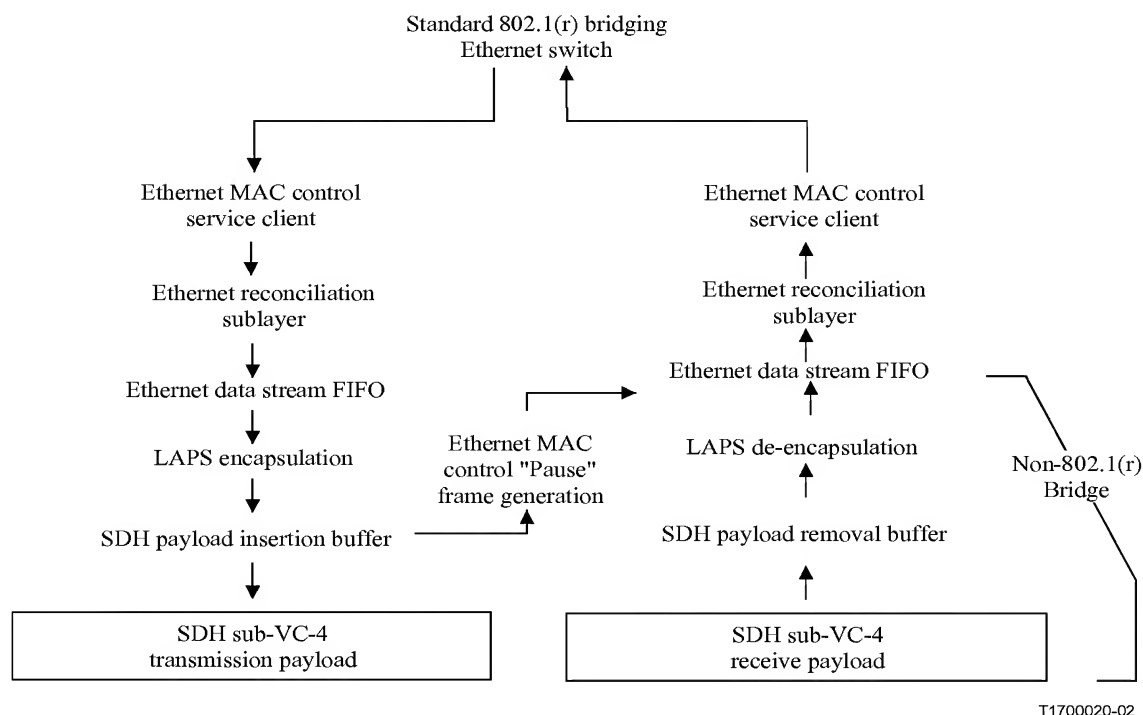 Standard 802.1(r) bridging
Ethernet switch
Ethernet MAC control
service client
Ethernet reconciliation
sublayer
Ethernet data stream FIFO
LAPS encapsulation
SDH payload insertion buffer
SDH sub-VC-4
transmission payload
Ethernet MAC
control "Pause"
frame generation
Ethernet MAC control
service client
Ethernet reconciliation
sublayer
Ethernet data stream FIFO
LAPS de-encapsulation
SDH payload removal buffer
SDH sub-VC-4
receive payload
Non-802.1(r)
Bridge
T1700020-02